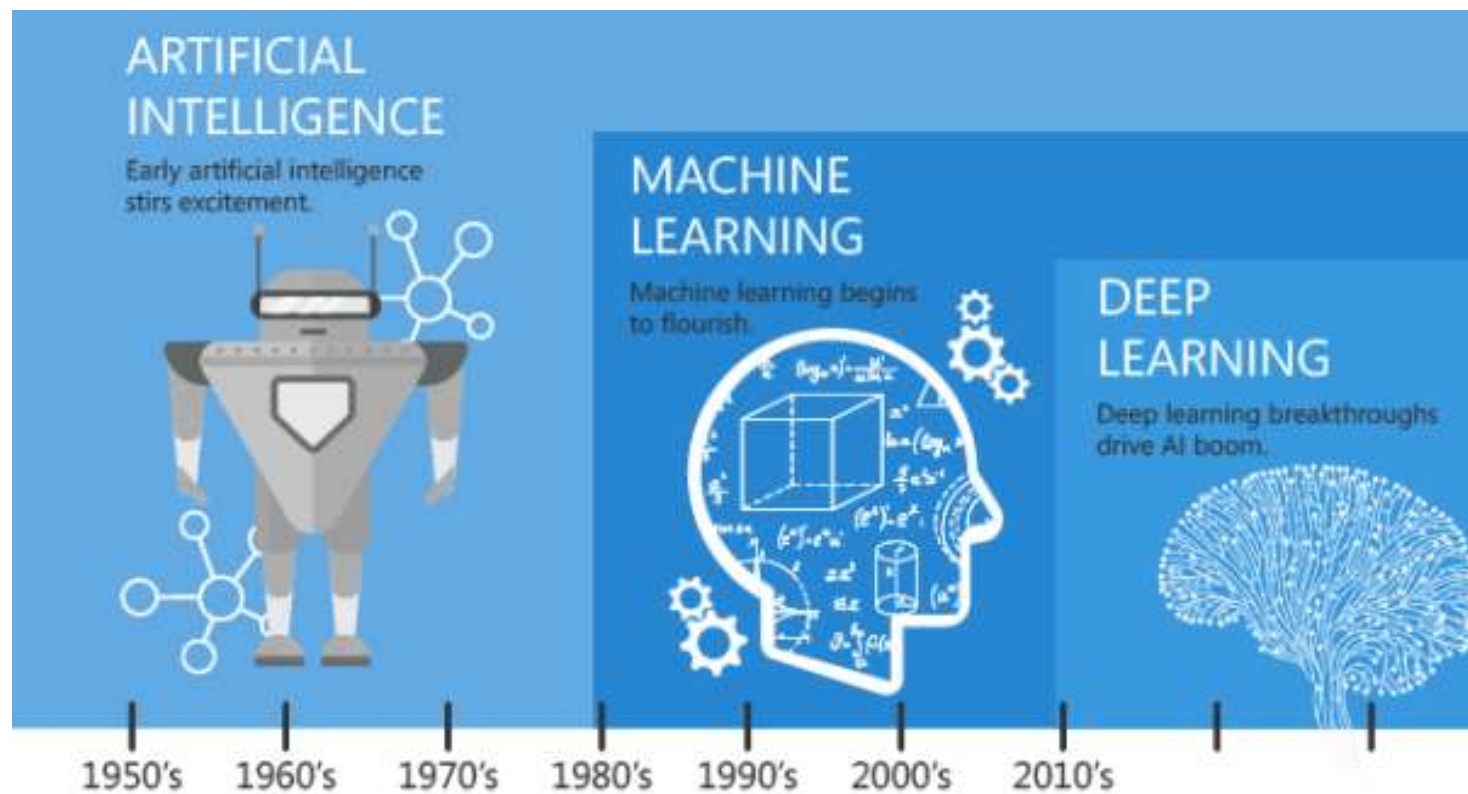 ARTIFICIAL
INTELLIGENCE
Early artificial intelligence
stirs excitement.
MACHINE
LEARNING
Machine learning begins
to flourish.
DEEP
LEARNING
Deep learning breakthroughs
drive AI boom.
1950's 1960's 1970's 1980's 1990's 2000's 2010's